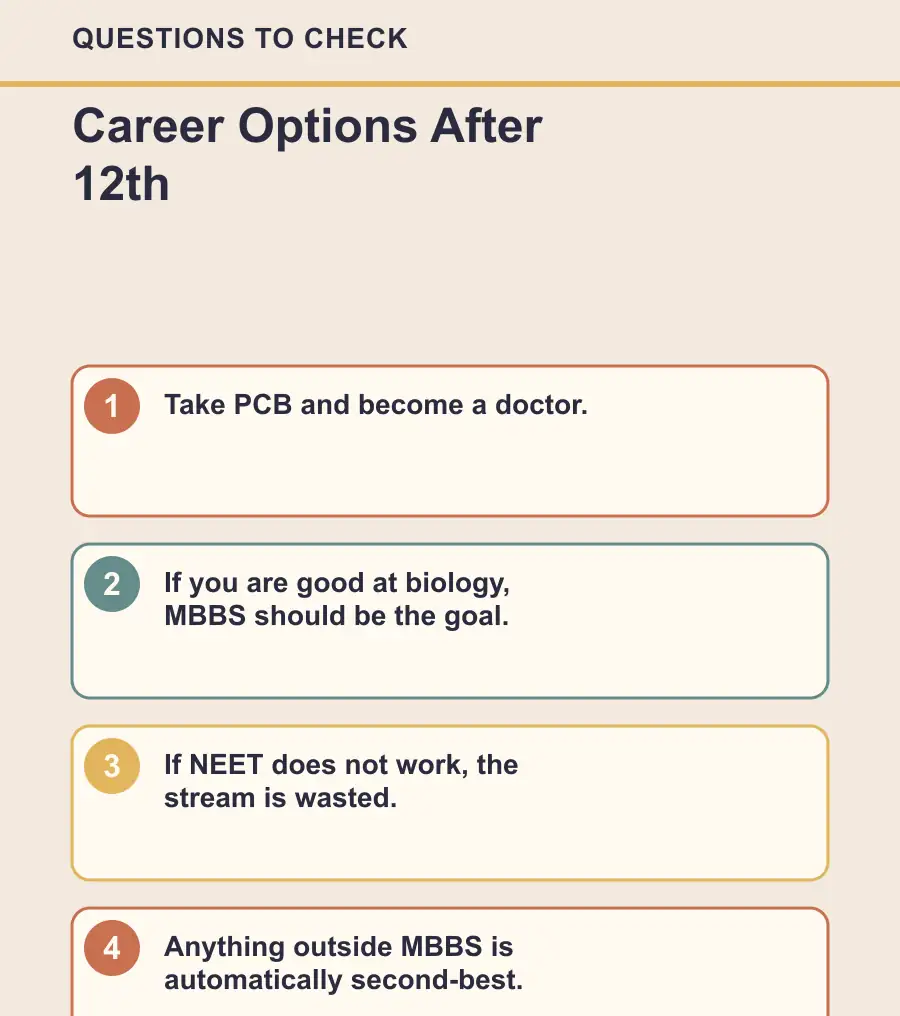 QUESTIONS TO CHECK
Career Options After
12th
1
Take PCB and become a doctor.
2
If you are good at biology,
MBBS should be the goal.
3
If NEET does not work, the
stream is wasted.
4
Anything outside MBBS is
automatically second-best.